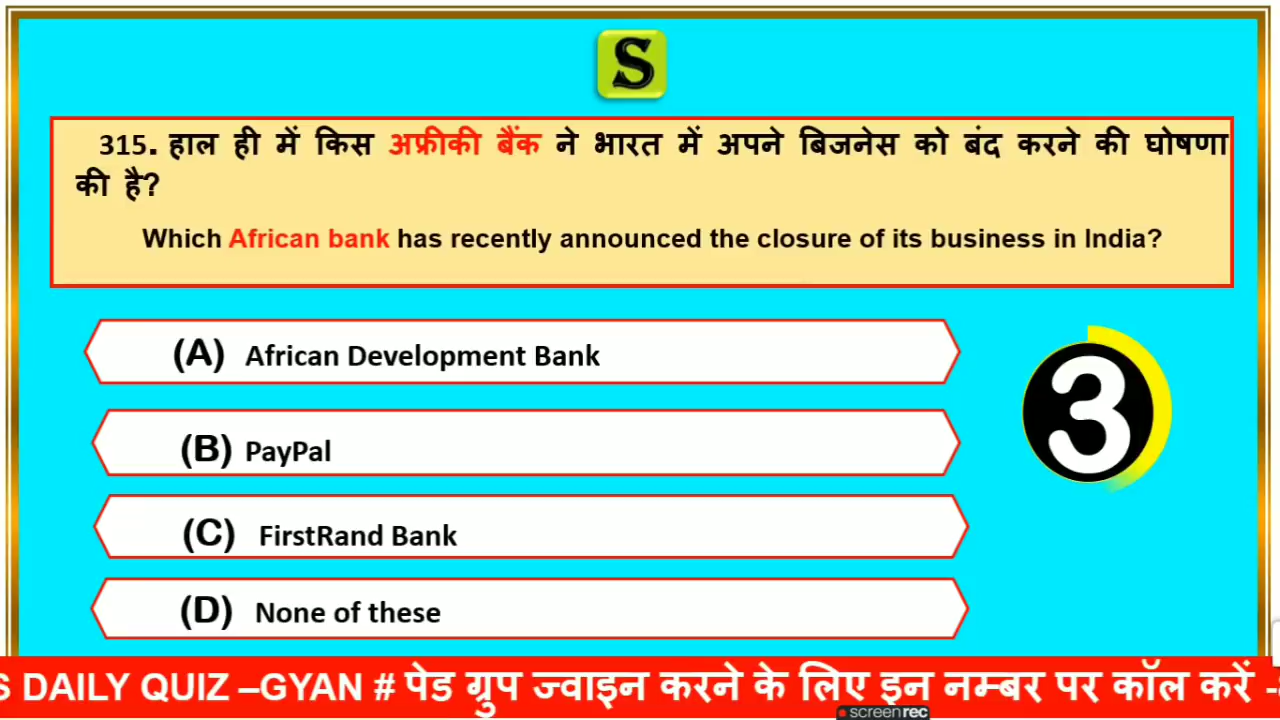 S
315. हाल ही में किस अफ्रीकी बैंक ने भारत में अपने बिजनेस को बंद करने की घोषणा
की है?
Which African bank has recently announced the closure of its business in India?
(A) African Development Bank
3
(B) PayPal
(C) FirstRand Bank
(D) None of these
S DAILY QUIZ –GYAN # पेड ग्रुप ज्वाइन करने के लिए इन नम्बर पर कॉल करें -
screenrec